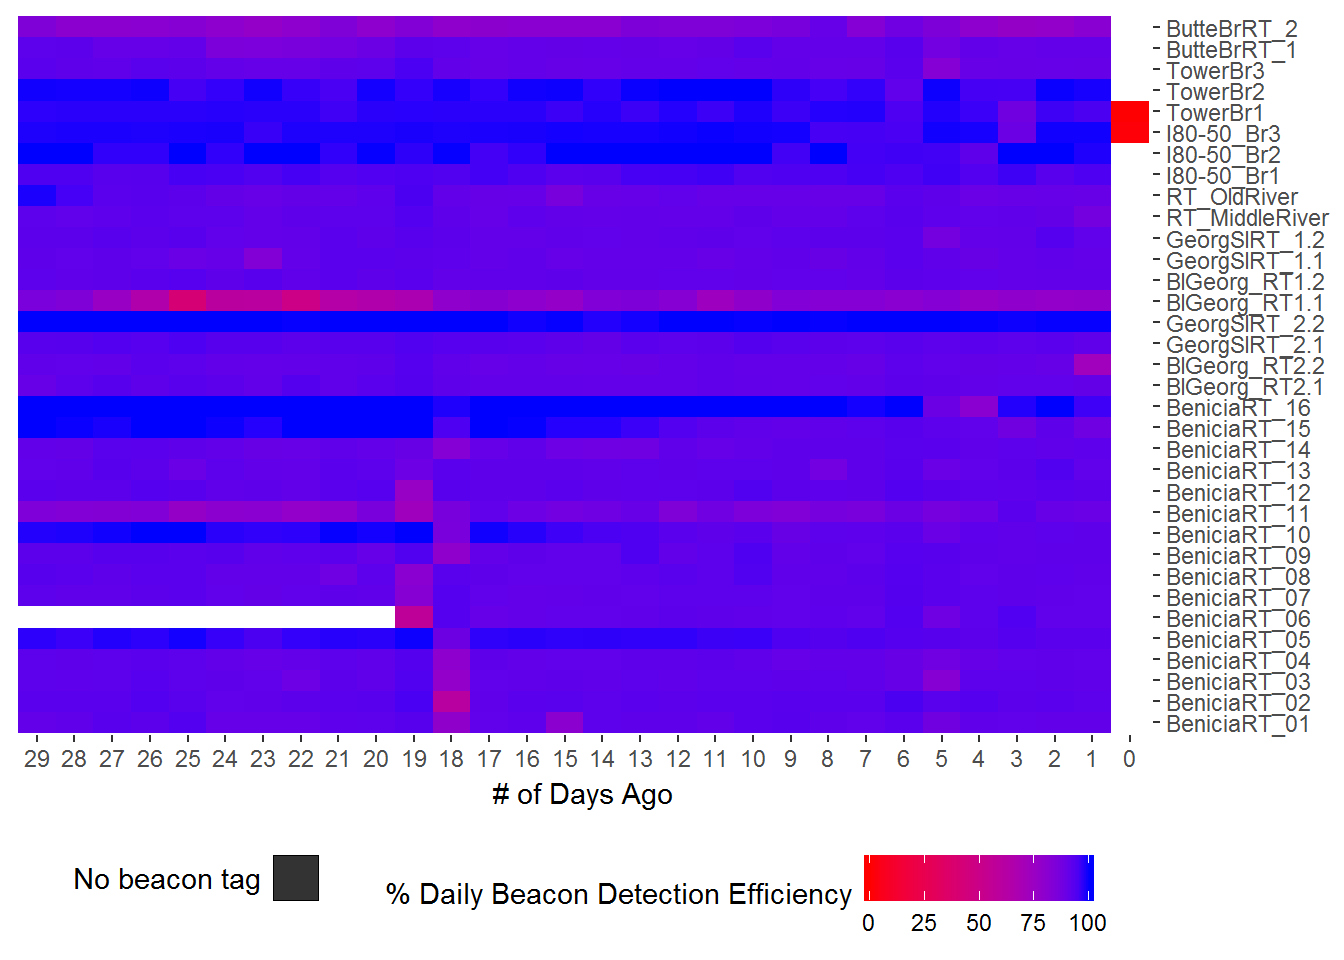 ButteBrRT_2
ButteBrRT_1
TowerBr3
TowerBr2
TowerBr1
I80-50_Br3
I80-50_Br2
I80-50_Br1
RT_OldRiver
RT_MiddleRiver
GeorgSlRT_1.2
GeorgSlRT_1.1
BlGeorg_RT1.2
BlGeorg_RT1.1
GeorgSlRT_2.2
GeorgSlRT_2.1
BlGeorg_RT2.2
BlGeorg_RT2.1
BeniciaRT_16
BeniciaRT_15
BeniciaRT_14
BeniciaRT_13
BeniciaRT_12
BeniciaRT_11
BeniciaRT_10
BeniciaRT_09
BeniciaRT_08
BeniciaRT_07
BeniciaRT_06
BeniciaRT_05
BeniciaRT_04
BeniciaRT_03
BeniciaRT_02
BeniciaRT_01
29 28 27 26 25 24 23 22 21 20 19 18 17 16 15 14 13 12 11 10 9 8 7 6 5 4 3 2 1 0
# of Days Ago
No beacon tag
% Daily Beacon Detection Efficiency
0 25 50 75 100